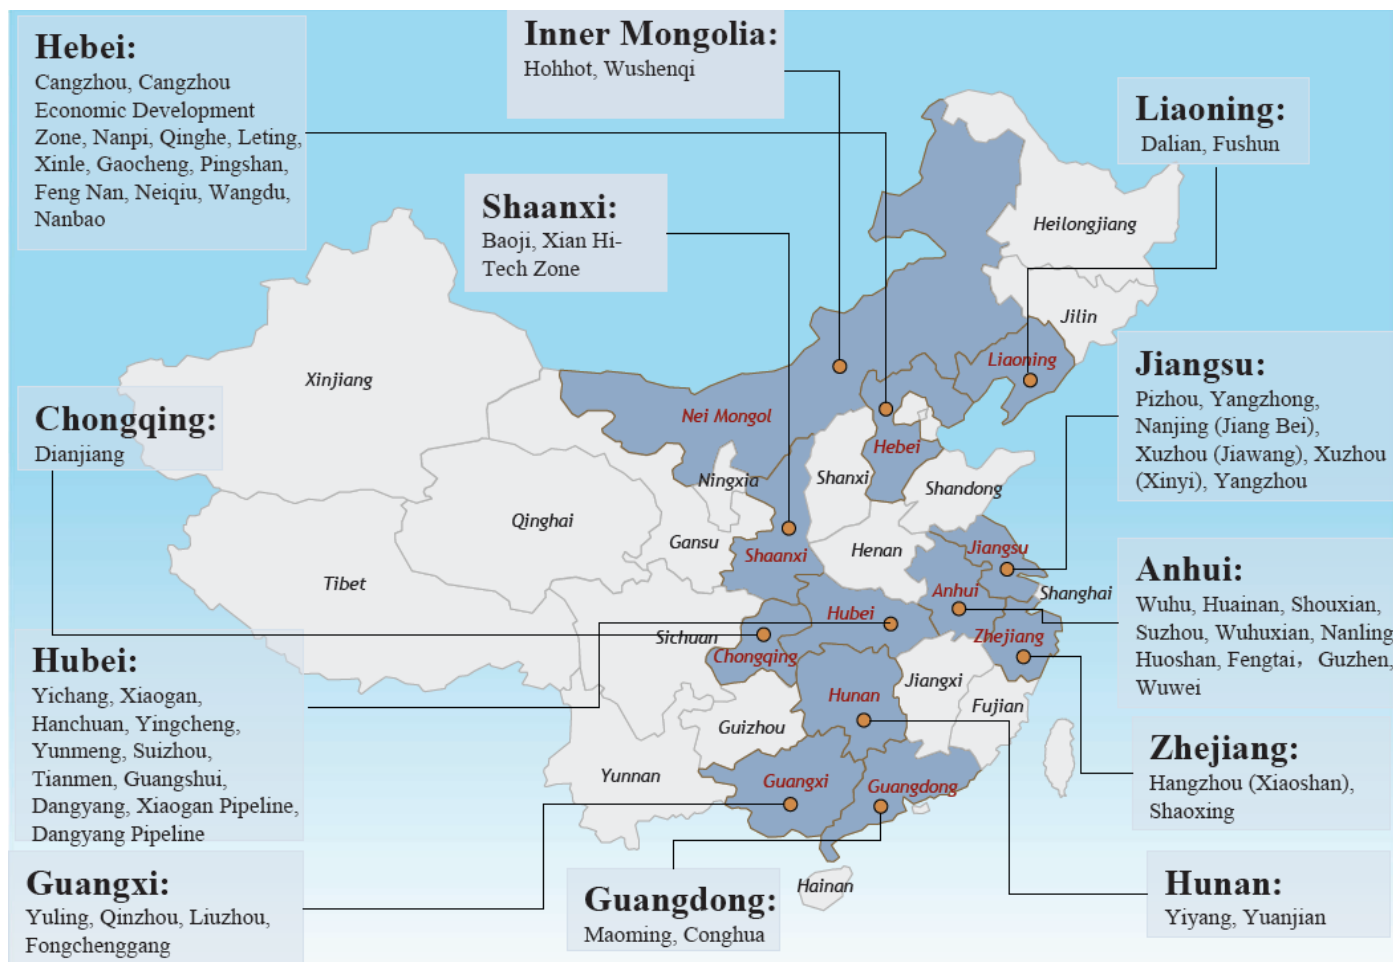 Hebei:
Cangzhou, Cangzhou
Economic Development
Zone, Nanpi, Qinghe, Leting,
Xinle, Gaocheng, Pingshan,
Feng Nan, Neiqiu, Wangdu,
Nanbao
Inner Mongolia:
Hohhot, Wushenqi
Liaoning:
Dalian, Fushun
Shaanxi:
Baoji, Xian Hi-
Tech Zone
Chongqing:
Dianjiang
Jiangsu:
Pizhou, Yangzhong,
Nanjing (Jiang Bei),
Xuzhou (Jiawang), Xuzhou
(Xinyi), Yangzhou
Anhui:
Wuhu, Huainan, Shouxian,
Suzhou, Wuhuxian, Nanling
Huoshan, Fengtai， Guzhen,
Wuwei
Hubei:
Yichang, Xiaogan,
Hanchuan, Yingcheng,
Yunmeng, Suizhou,
Tianmen, Guangshui,
Dangyang, Xiaogan Pipeline,
Dangyang Pipeline
Zhejiang:
Hangzhou (Xiaoshan),
Shaoxing
Guangxi:
Yuling, Qinzhou, Liuzhou,
Fongchenggang
Guangdong:
Maoming, Conghua
Hunan:
Yiyang, Yuanjian
Heilongjiang
Jilin
Liaoning
Xinjiang
Nei Mongol
Hebei
Ningxia
Shanxi
Shandong
Qinghai
Gansu
Shaanxi
Henan
Jiangsu
Tibet
Anhui
Shanghai
Sichuan
Hubei
Zhejiang
Chongqing
Hunan
Jiangxi
Fujian
Guizhou
Yunnan
Guangxi
Guangdong
Hainan